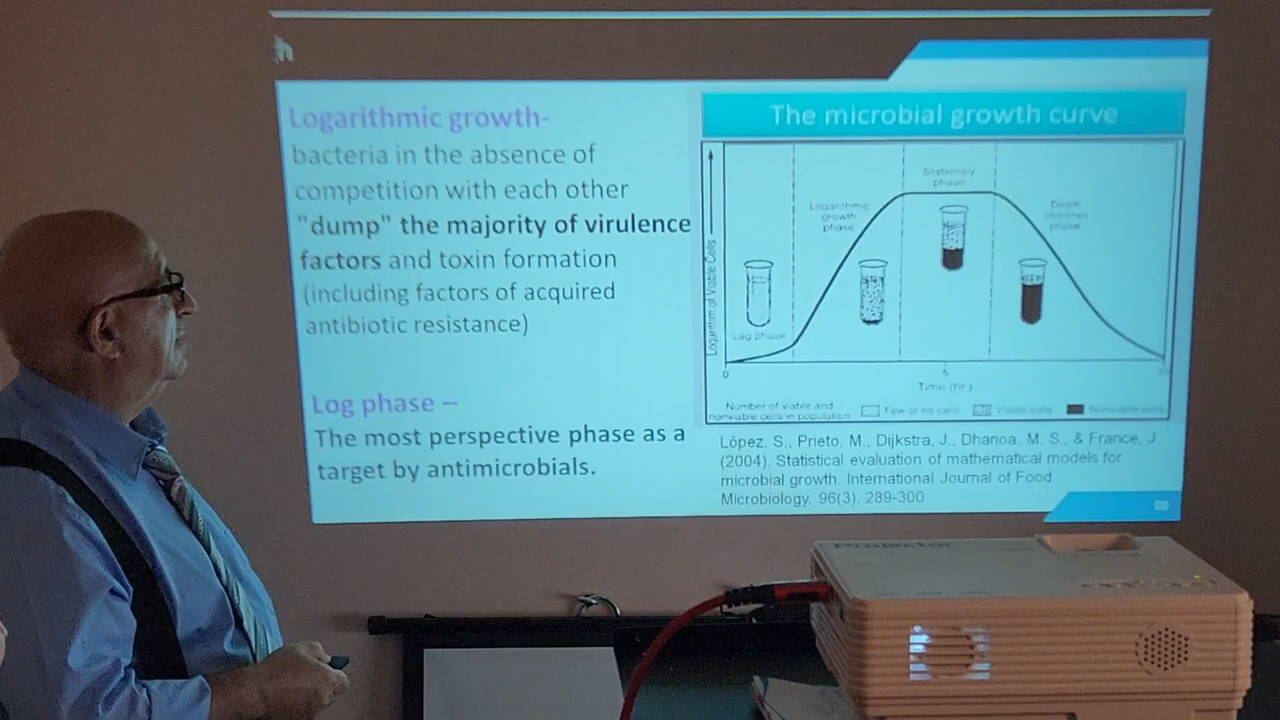 Logarithmic growth-
bacteria in the absence of
competition with each other
"dump" the majority of virulence
factors and toxin formation
(including factors of acquired
antibiotic resistance)
Log phase –
The most perspective phase as a
target by antimicrobials.
The microbial growth curve
Logarithm of Viable Cells
Lag phase
Logarithmic
growth
phase
Stationary
phase
Death
phase
0
5
Time (hr.)
Number of viable and
nonviable cells in population
Few or no cells
Viable cells
Nonviable cells
López, S., Prieto, M., Dijkstra, J., Dhanoa, M. S., & France, J
(2004). Statistical evaluation of mathematical models for
microbial growth. International Journal of Food
Microbiology, 96(3), 289-300
Projector